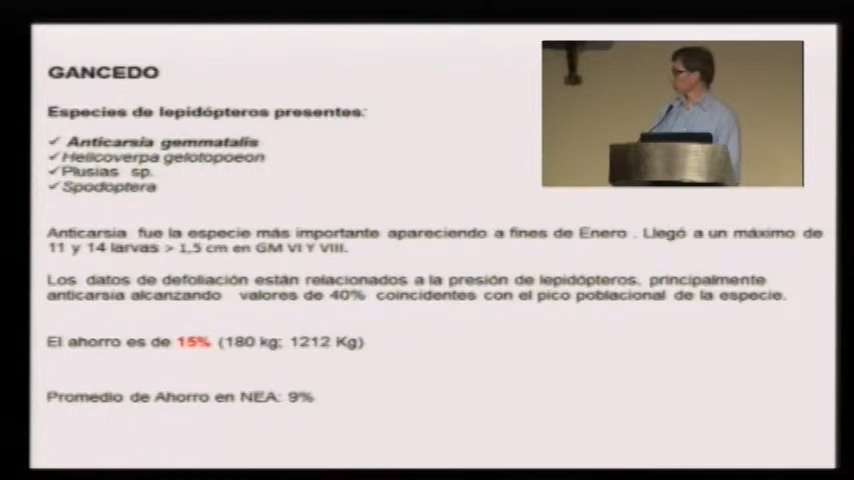 GANCEDO
Especies de lepidópteros presentes:
✓ Anticarsia gemmatalis
✓ Helicoverpa gelotopoeon
✓ Plusias sp.
✓ Spodoptera
Anticarsia fue la especie más importante apareciendo a fines de Enero . Llegó a un máximo de
11 y 14 larvas > 1,5 cm en GM VI Y VIII.
Los datos de defoliación están relacionados a la presión de lepidópteros, principalmente
anticarsia alcanzando valores de 40% coincidentes con el pico poblacional de la especie.
El ahorro es de 15% (180 kg; 1212 Kg)
Promedio de Ahorro en NEA: 9%